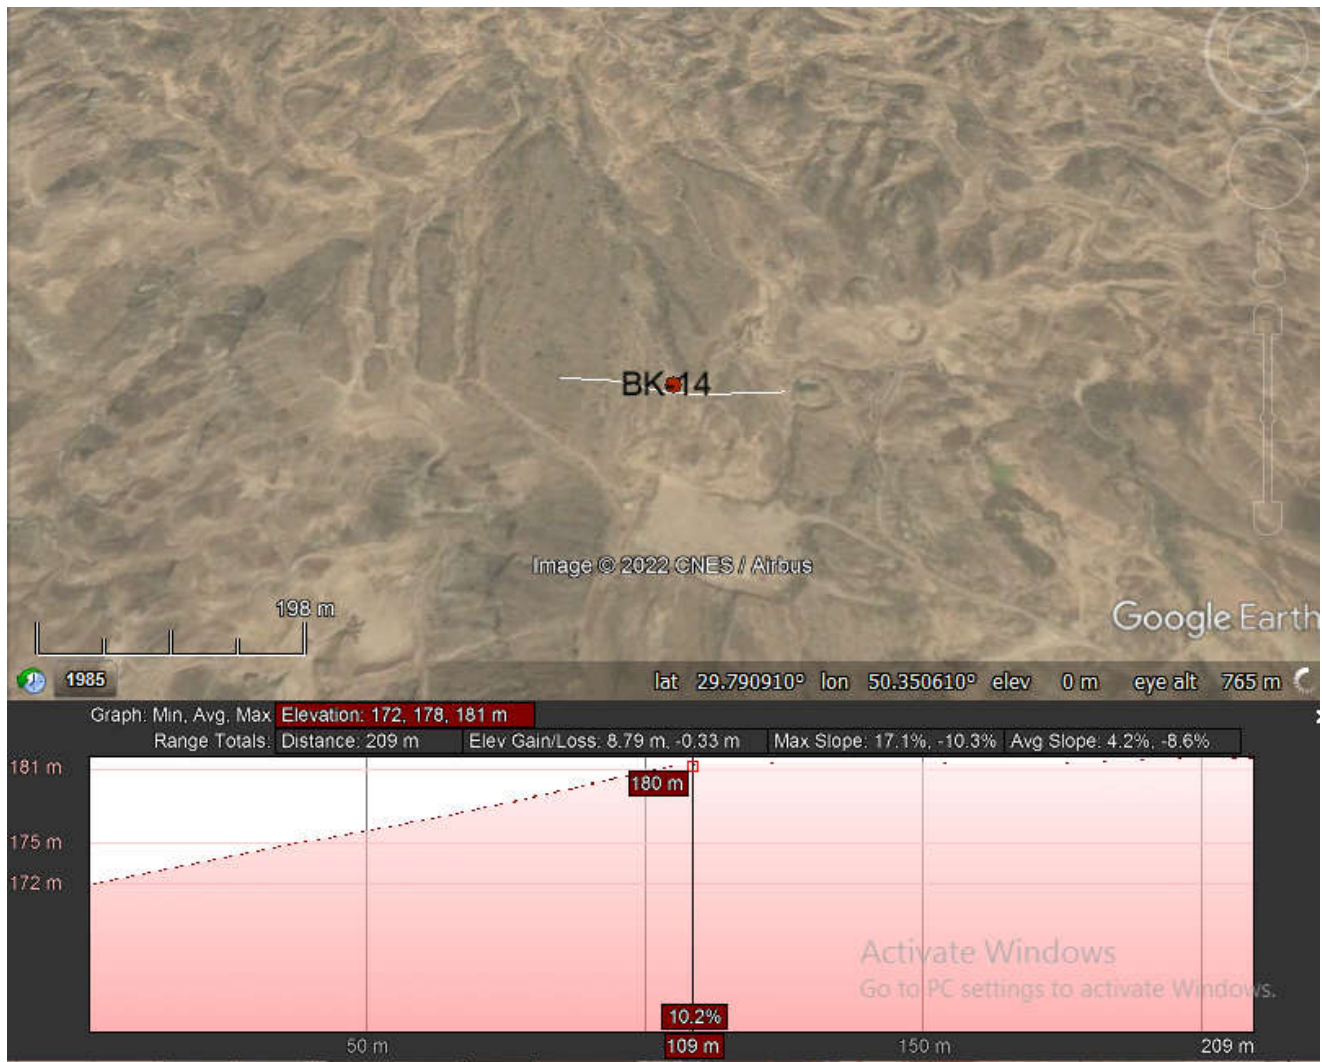 BK-14
Image © 2022 CNES / Airbus
198 m
Google Earth
1985
lat 29.790910° lon 50.350610° elev 0 m eye alt 765 m
Graph: Min, Avg, Max Elevation: 172, 178, 181 m
Range Totals: Distance: 209 m Elev Gain/Loss: 8.79 m, -0.33 m Max Slope: 17.1%, -10.3% Avg Slope: 4.2%, -8.6%
181 m
180 m
175 m
172 m
Activate Windows
Go to PC settings to activate Windows.
10.2%
50 m 109 m 150 m 209 m